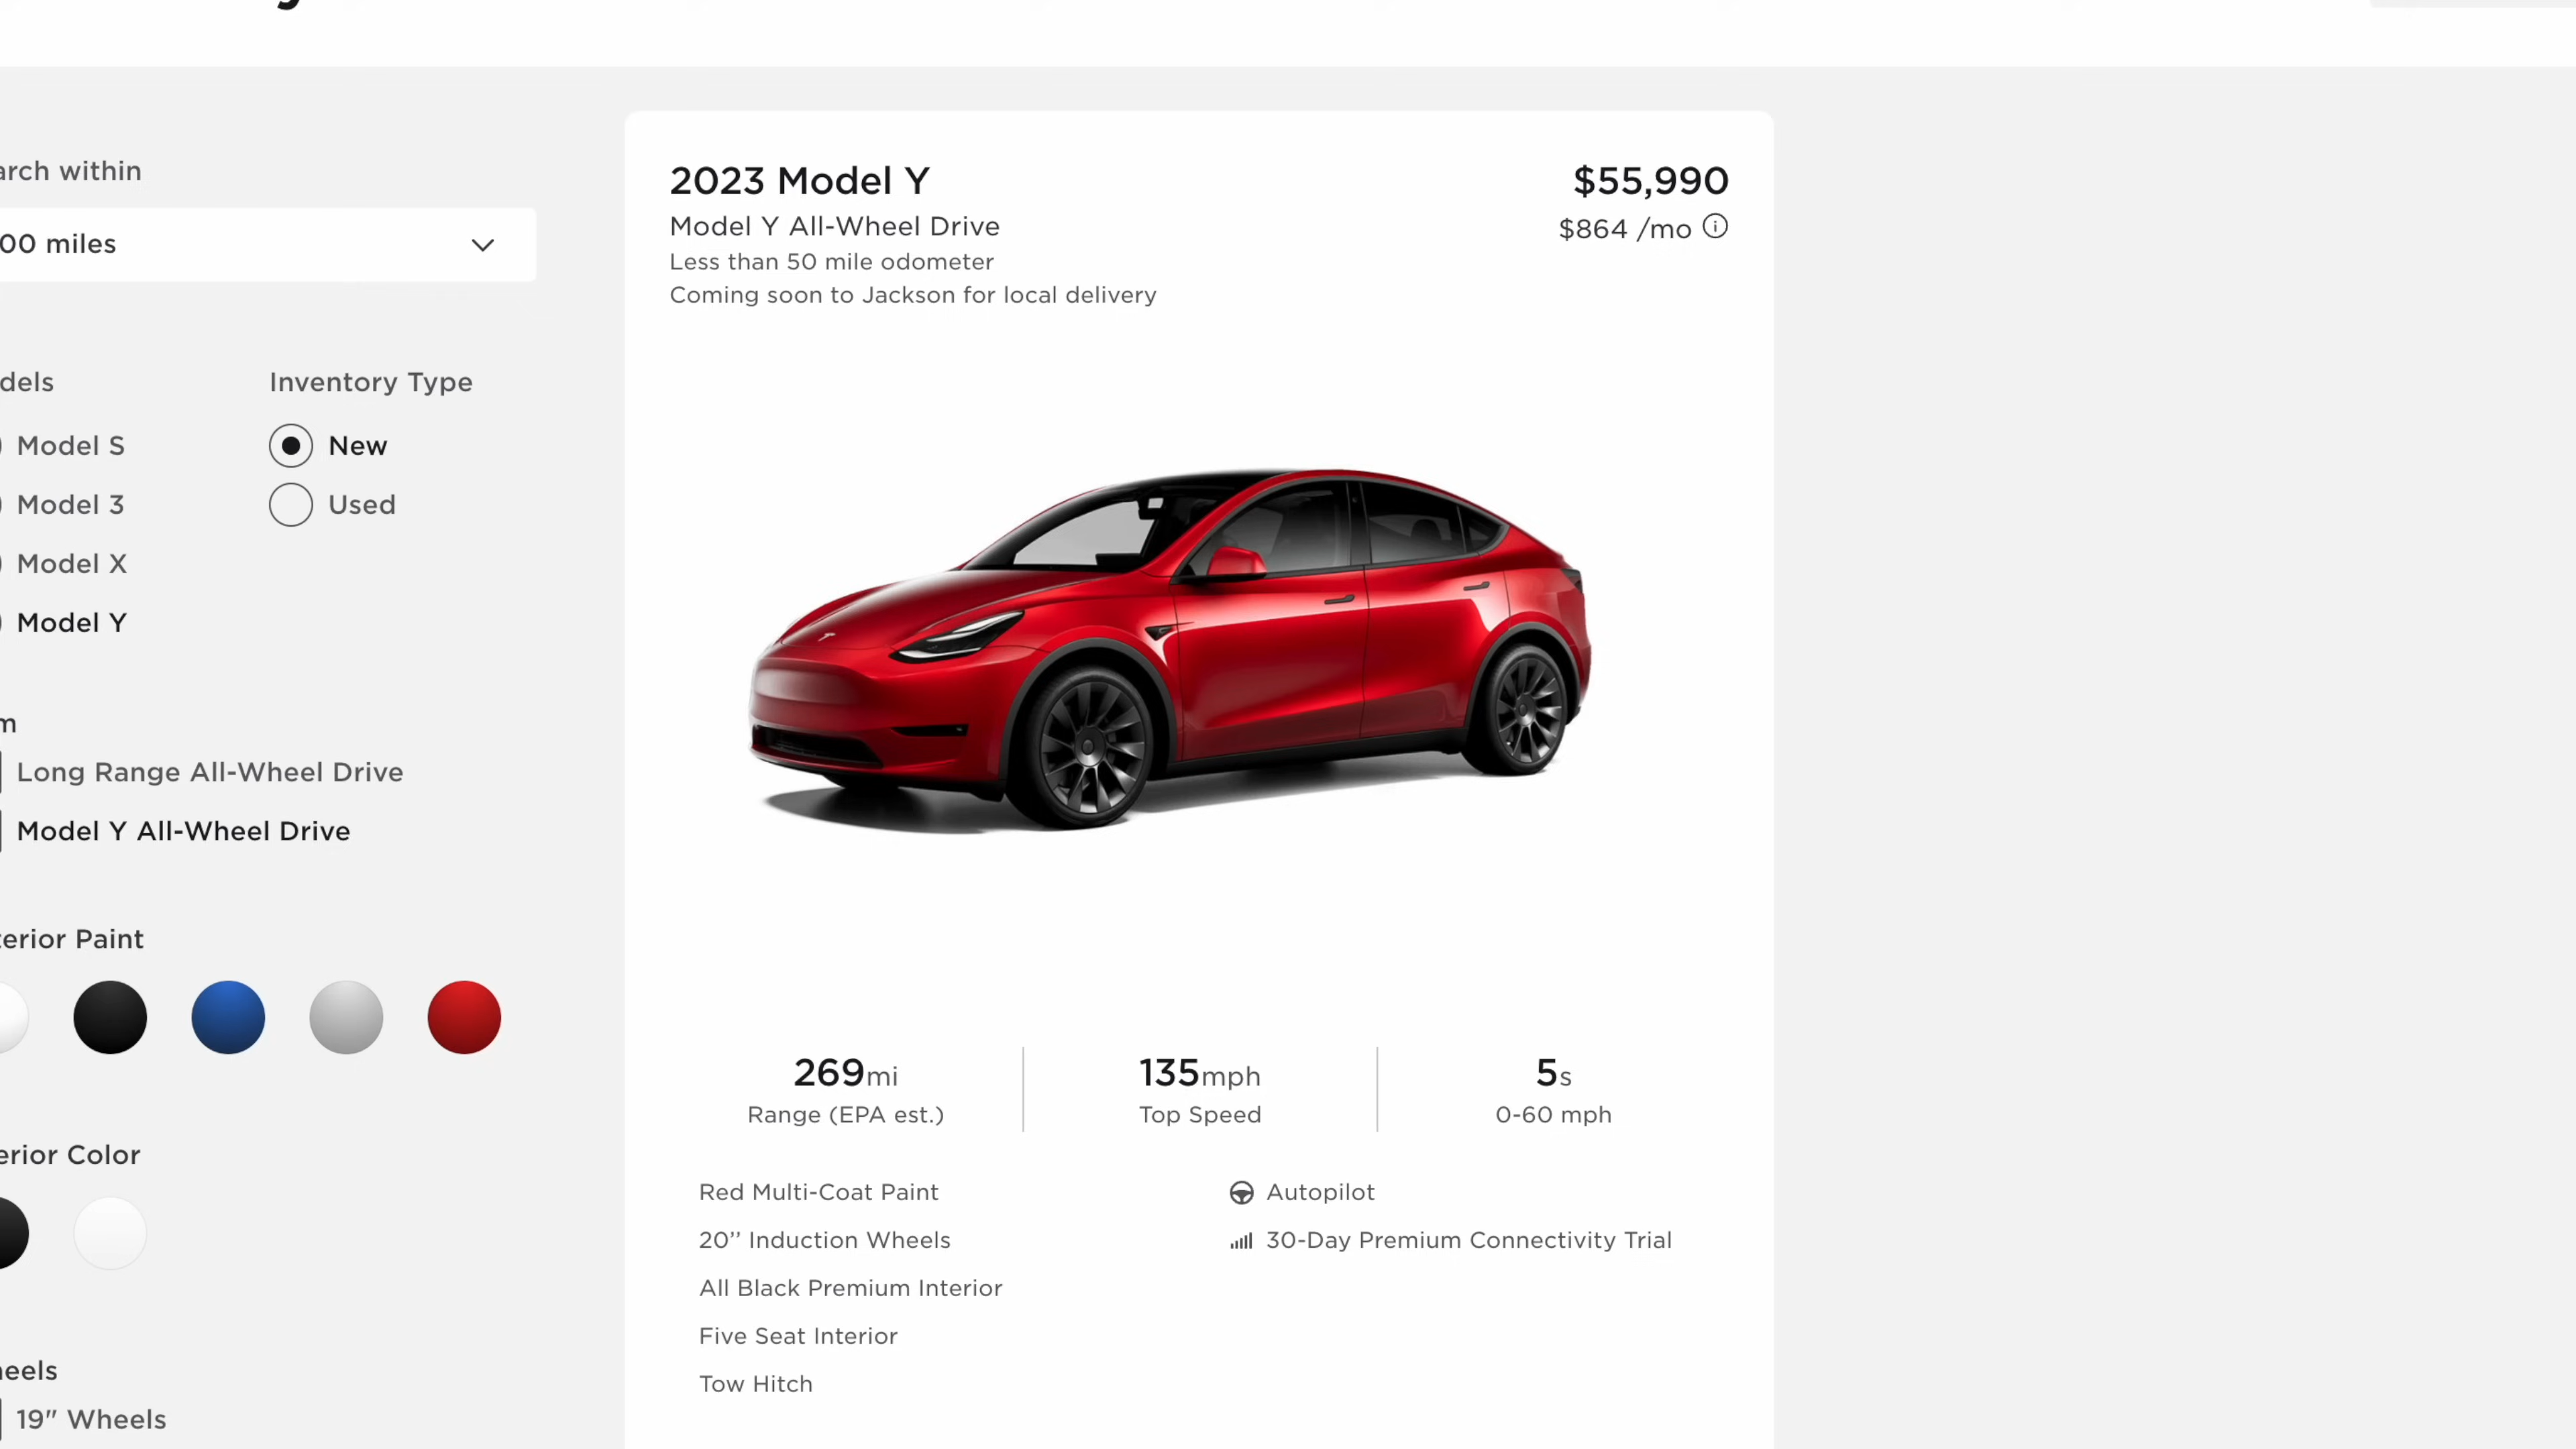 arch within
00 miles
dels
Model S
Model 3
Model X
Model Y
Inventory Type
New
Used
m
Long Range All-Wheel Drive
Model Y All-Wheel Drive
terior Paint
erior Color
eels
19" Wheels
2023 Model Y
$55,990
Model Y All-Wheel Drive
$864 /mo
Less than 50 mile odometer
Coming soon to Jackson for local delivery
269mi
Range (EPA est.)
135mph
Top Speed
5s
0-60 mph
Red Multi-Coat Paint
20’’ Induction Wheels
All Black Premium Interior
Five Seat Interior
Tow Hitch
Autopilot
30-Day Premium Connectivity Trial